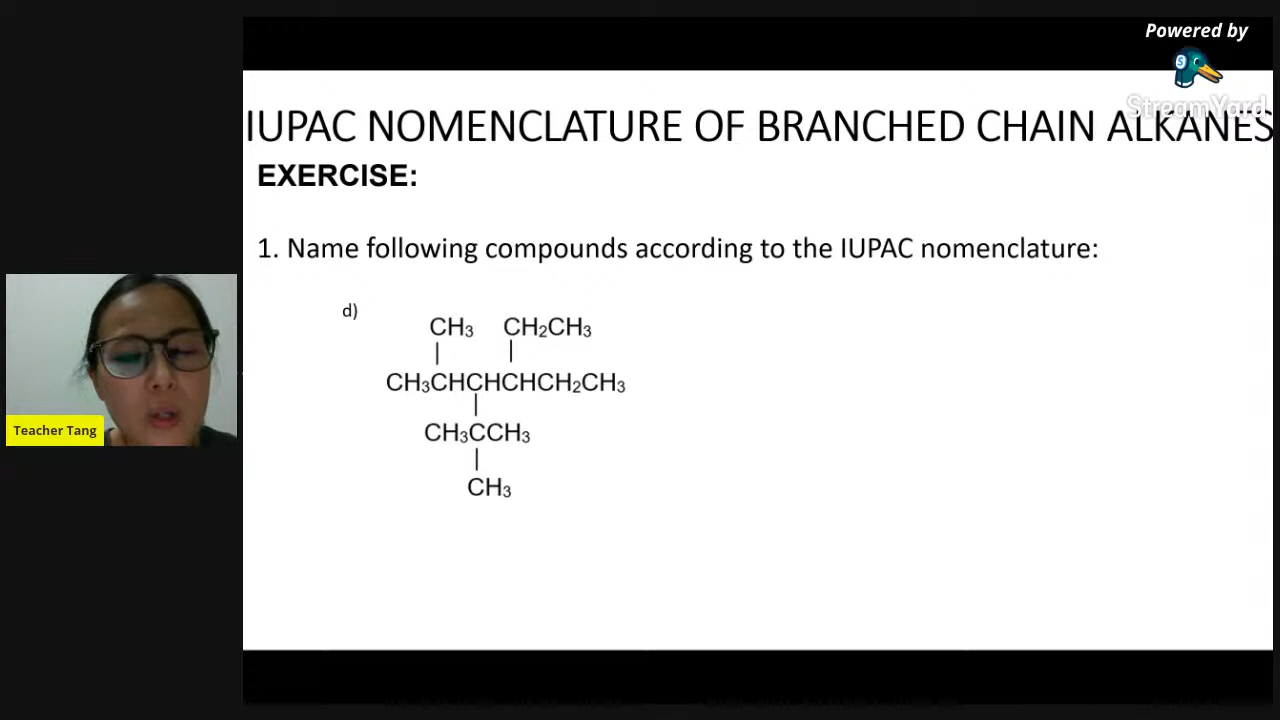 Powered by
StreamYard
IUPAC NOMENCLATURE OF BRANCHED CHAIN ALKANES
EXERCISE:
1. Name following compounds according to the IUPAC nomenclature:
d)
CH₃ CH₂CH₃
CH₃CHCHCHCH₂CH₃
CH₃CCH₃
CH₃
Teacher Tang